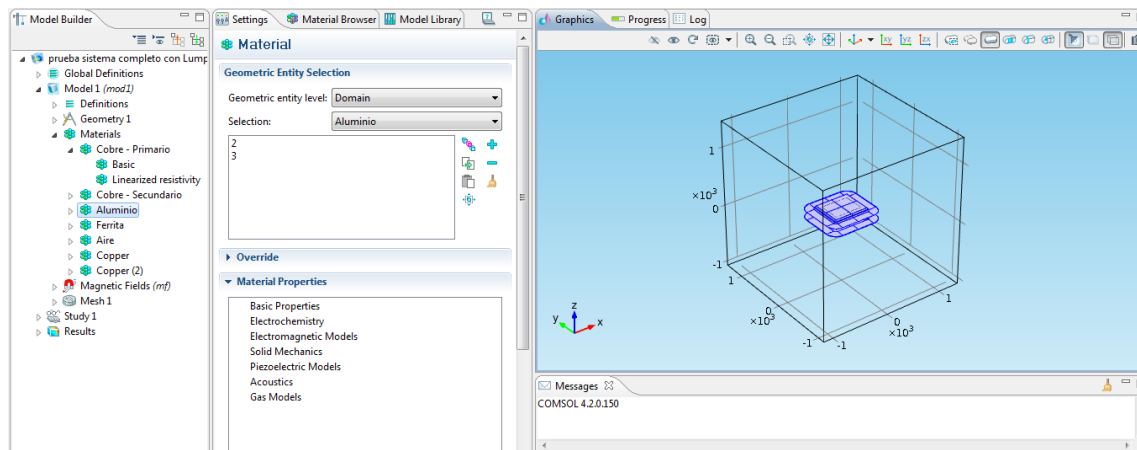 Model Builder
prueba sistema completo con Lump
Global Definitions
Model 1 (mod1)
Definitions
Geometry 1
Materials
Cobre - Primario
Basic
Linearized resistivity
Cobre - Secundario
Aluminio
Ferrita
Aire
Copper
Copper (2)
Magnetic Fields (mf)
Mesh 1
Study 1
Results
Settings
Material Browser
Model Library
Material
Geometric Entity Selection
Geometric entity level: Domain
Selection: Aluminio
2
3
Override
Material Properties
Basic Properties
Electrochemistry
Electromagnetic Models
Solid Mechanics
Piezoelectric Models
Acoustics
Gas Models
Graphics
Progress
Log
xy yz zx
1
×10³
0
-1
1
0
×10³
-1
-1
0
×10³
1
z
y
x
Messages
COMSOL 4.2.0.150